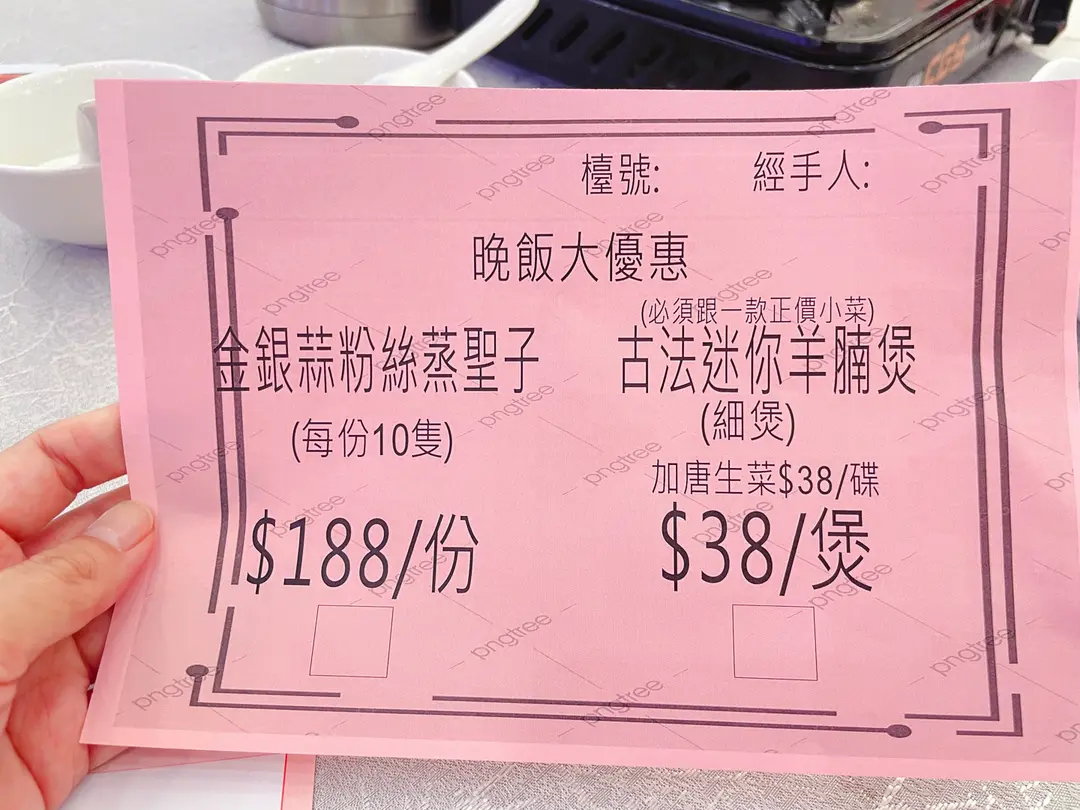 檯號: 經手人:
晚飯大優惠
金銀蒜粉絲蒸聖子
(每份10隻)
$188/份
(必須跟一款正價小菜)
古法迷你羊腩煲
(細煲)
加唐生菜$38/碟
$38/煲
pngtree